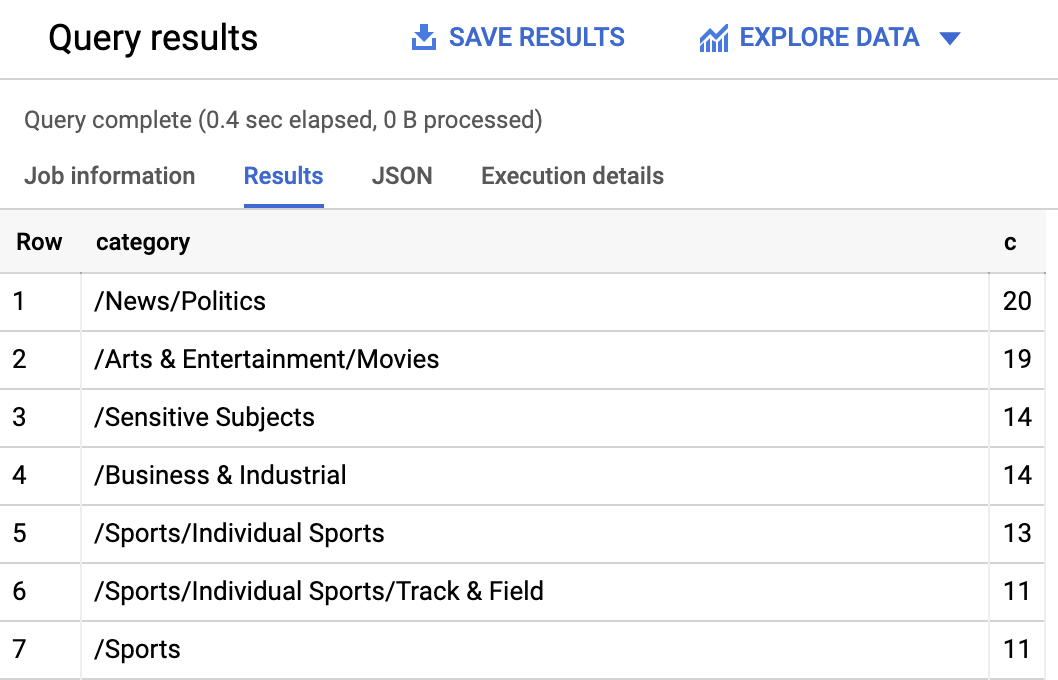 Query results SAVE RESULTS EXPLORE DATA
Query complete (0.4 sec elapsed, 0 B processed)
Job information Results JSON Execution details
Row category c
1 /News/Politics 20
2 /Arts & Entertainment/Movies 19
3 /Sensitive Subjects 14
4 /Business & Industrial 14
5 /Sports/Individual Sports 13
6 /Sports/Individual Sports/Track & Field 11
7 /Sports 11